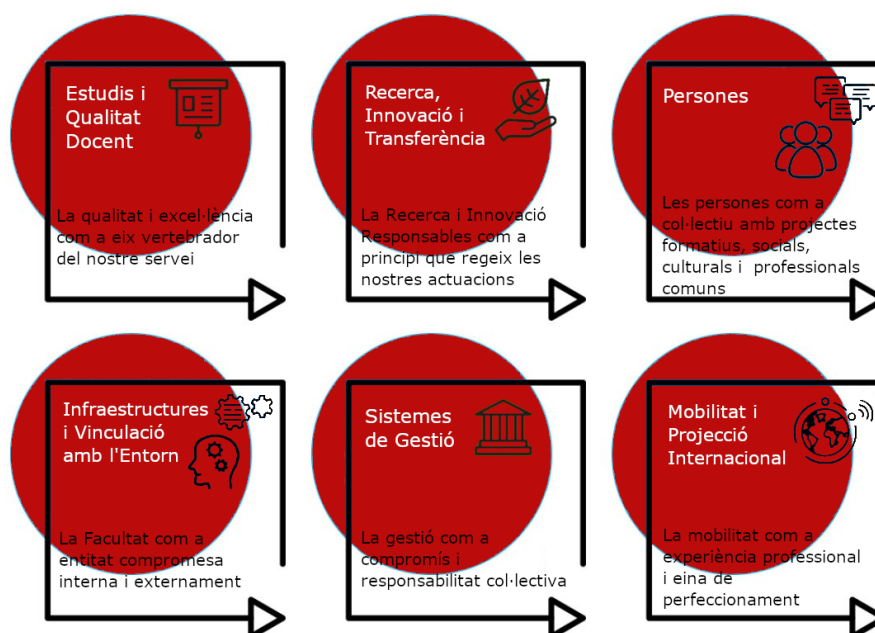 Estudis i
Qualitat
Docent
La qualitat i excel·lència
com a eix vertebrador
del nostre servei
Recerca,
Innovació i
Transferència
La Recerca i Innovació
Responsables com a
principi que regeix les
nostres actuacions
Persones
Les persones com a
col·lectiu amb projectes
formatius, socials,
culturals i professionals
comuns
Infraestructures
i Vinculació
amb l'Entorn
La Facultat com a
entitat compromesa
interna i externament
Sistemes
de Gestió
La gestió com a
compromís i
responsabilitat col·lectiva
Mobilitat i
Projecció
Internacional
La mobilitat com a
experiència professional
i eina de
perfeccionament